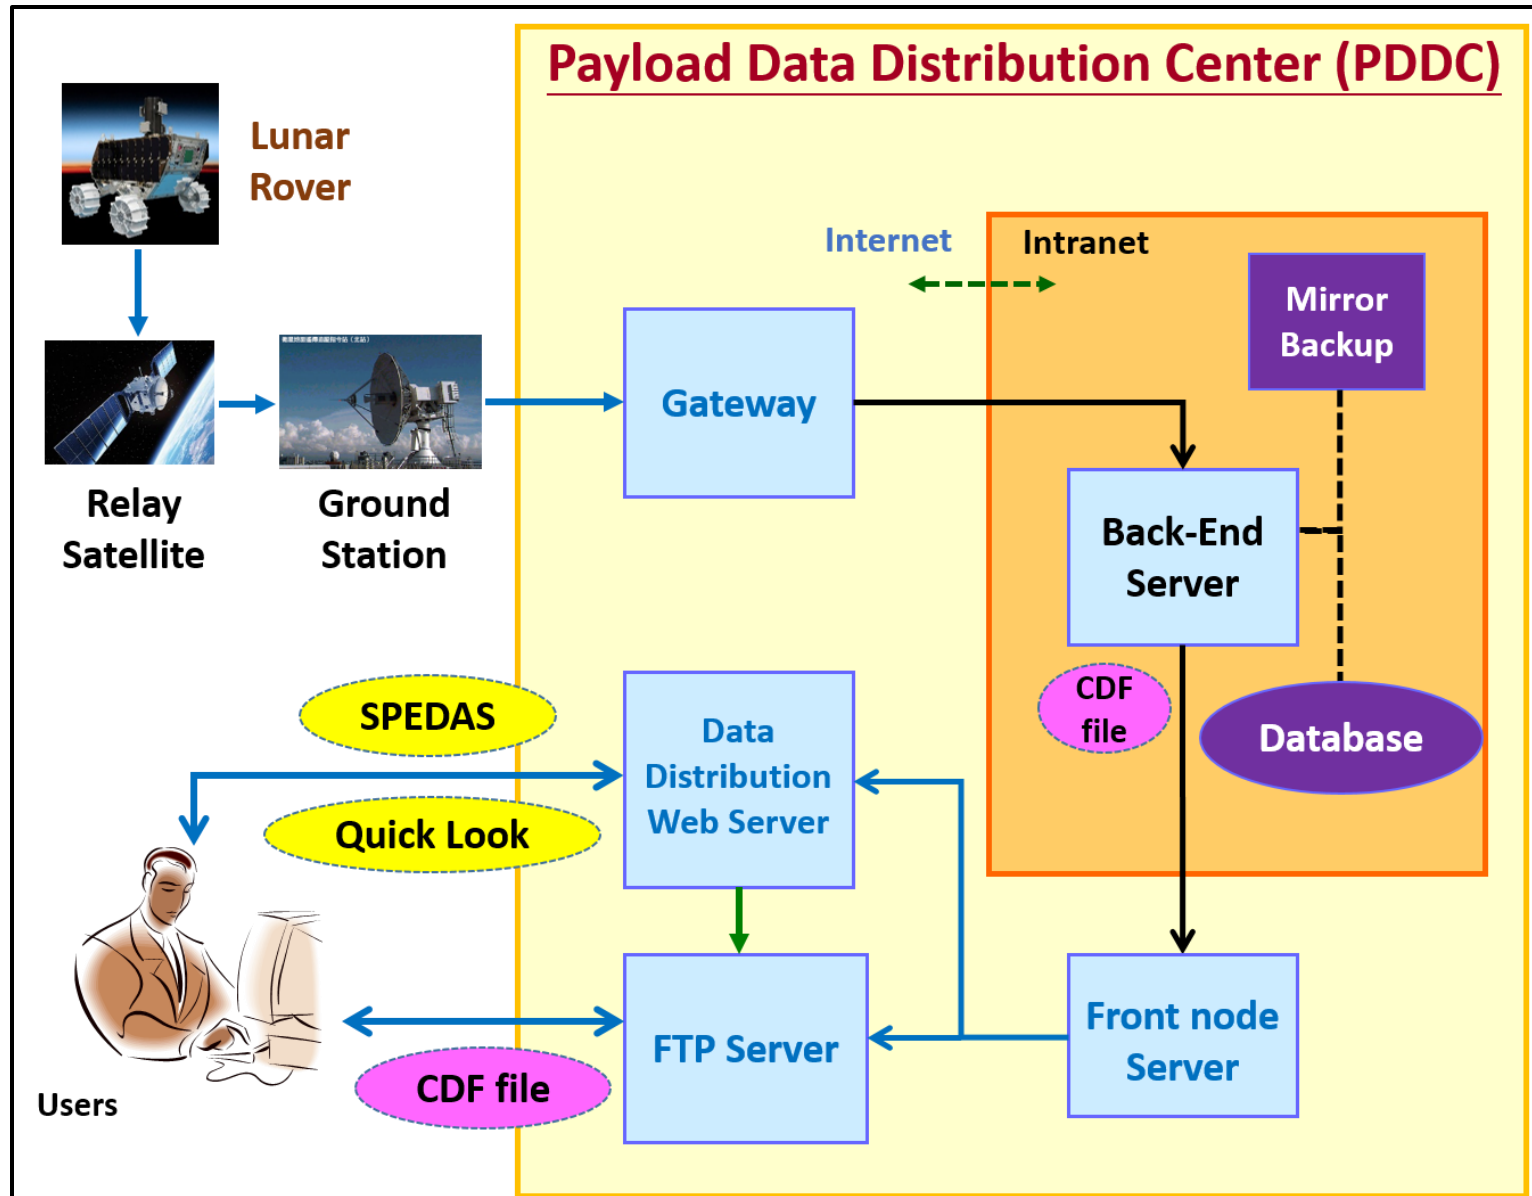 Payload Data Distribution Center (PDDC)
Lunar
Rover
Internet
Intranet
Mirror
Backup
Gateway
Relay
Satellite
Ground
Station
Back-End
Server
CDF
file
Database
SPEDAS
Quick Look
Data
Distribution
Web Server
FTP Server
Front node
Server
CDF file
Users